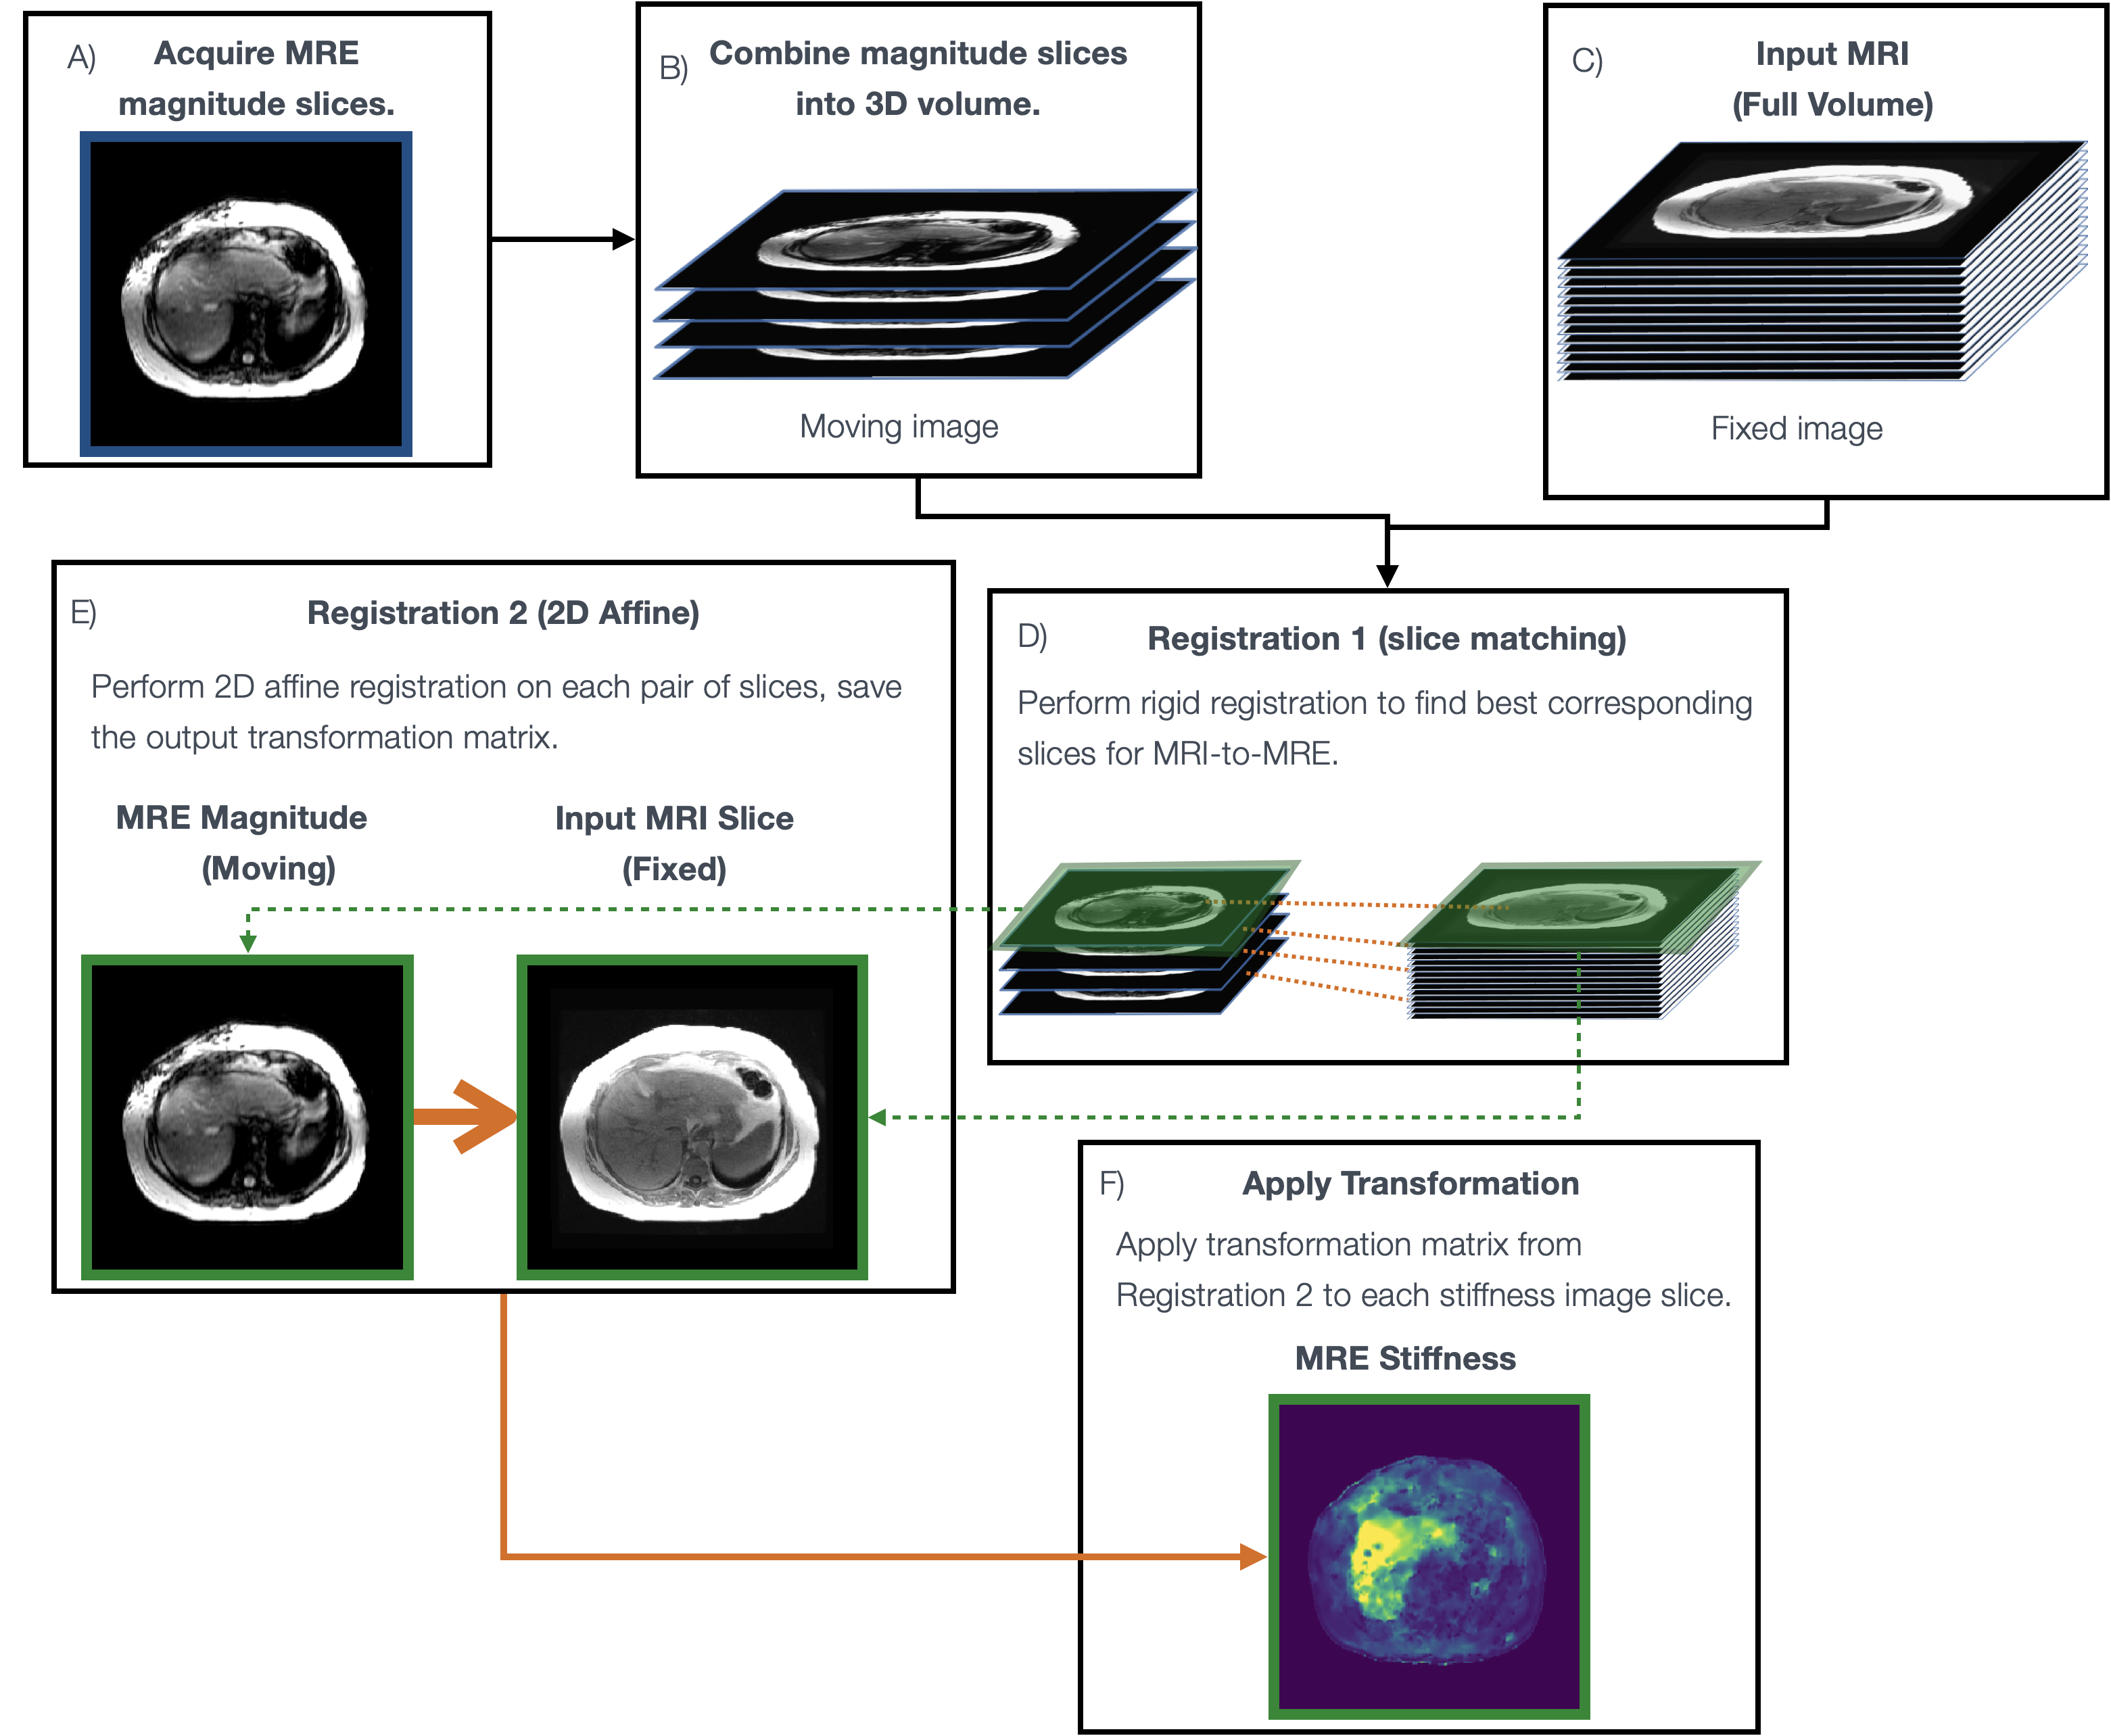 A)
Acquire MRE
magnitude slices.
B)
Combine magnitude slices
into 3D volume.
Moving image
C)
Input MRI
(Full Volume)
Fixed image
D)
Registration 1 (slice matching)
Perform rigid registration to find best corresponding
slices for MRI-to-MRE.
E)
Registration 2 (2D Affine)
Perform 2D affine registration on each pair of slices, save
the output transformation matrix.
MRE Magnitude
(Moving)
Input MRI Slice
(Fixed)
F)
Apply Transformation
Apply transformation matrix from
Registration 2 to each stiffness image slice.
MRE Stiffness